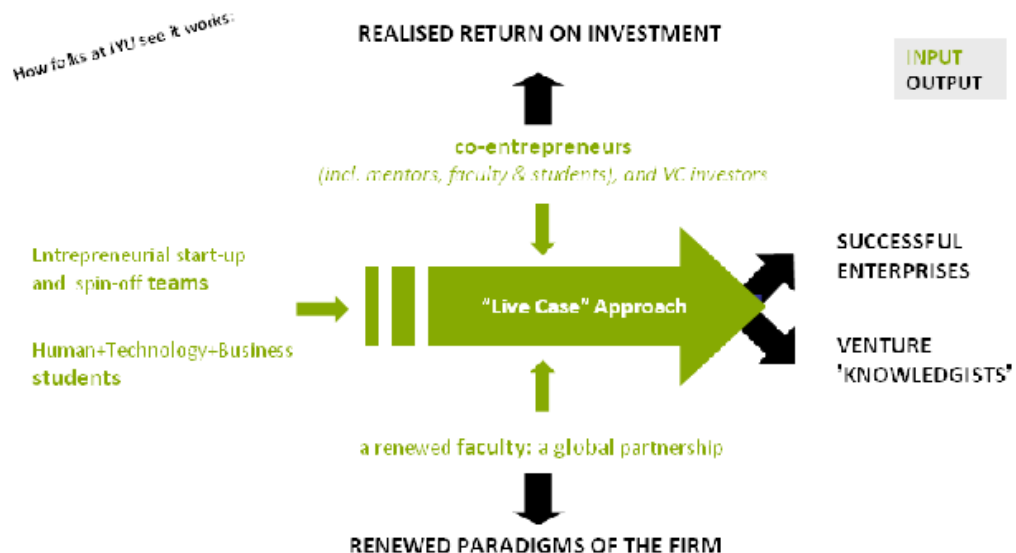 How folks at JYU see it works:
REALISED RETURN ON INVESTMENT
INPUT
OUTPUT
co-entrepreneurs
(incl. mentors, faculty & students), and VC investors
Entrepreneurial start-up
and spin-off teams
Human+Technology+Business
students
"Live Case" Approach
SUCCESSFUL
ENTERPRISES
VENTURE
'KNOWLEDGISTS'
a renewed faculty: a global partnership
RENEWED PARADIGMS OF THE FIRM